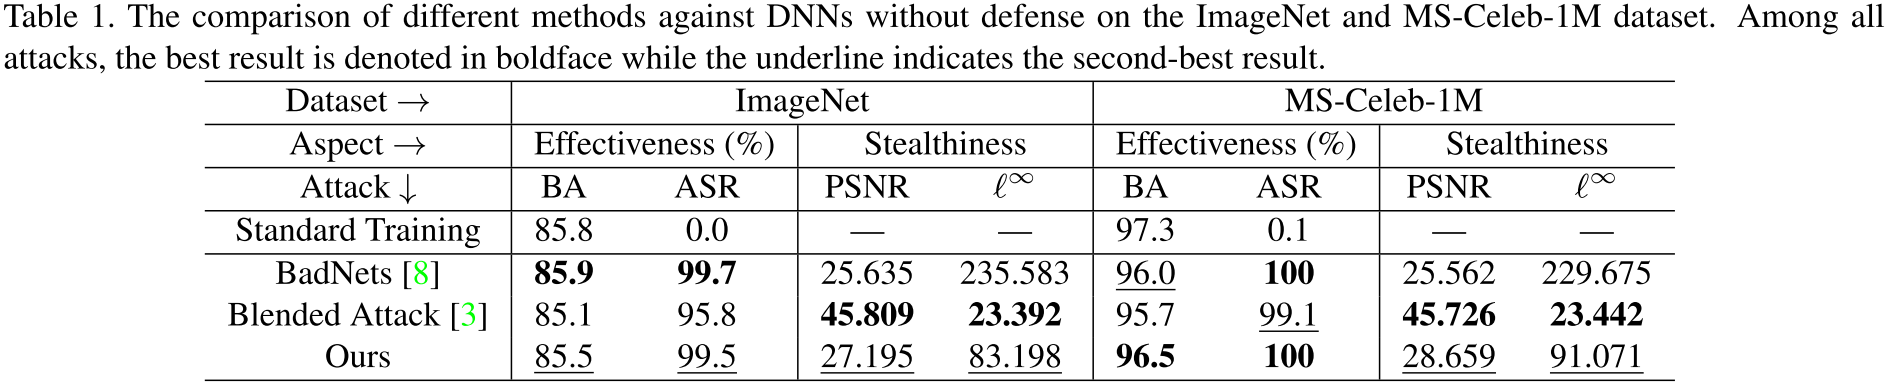 Table 1. The comparison of different methods against DNNs without defense on the ImageNet and MS-Celeb-1M dataset. Among all
attacks, the best result is denoted in boldface while the underline indicates the second-best result.
Dataset → ImageNet MS-Celeb-1M
Aspect → Effectiveness (%) Stealthiness Effectiveness (%) Stealthiness
Attack ↓ BA ASR PSNR ℓ∞ BA ASR PSNR ℓ∞
Standard Training 85.8 0.0 — — 97.3 0.1 — —
BadNets [8] 85.9 99.7 25.635 235.583 96.0 100 25.562 229.675
Blended Attack [3] 85.1 95.8 45.809 23.392 95.7 99.1 45.726 23.442
Ours 85.5 99.5 27.195 83.198 96.5 100 28.659 91.071